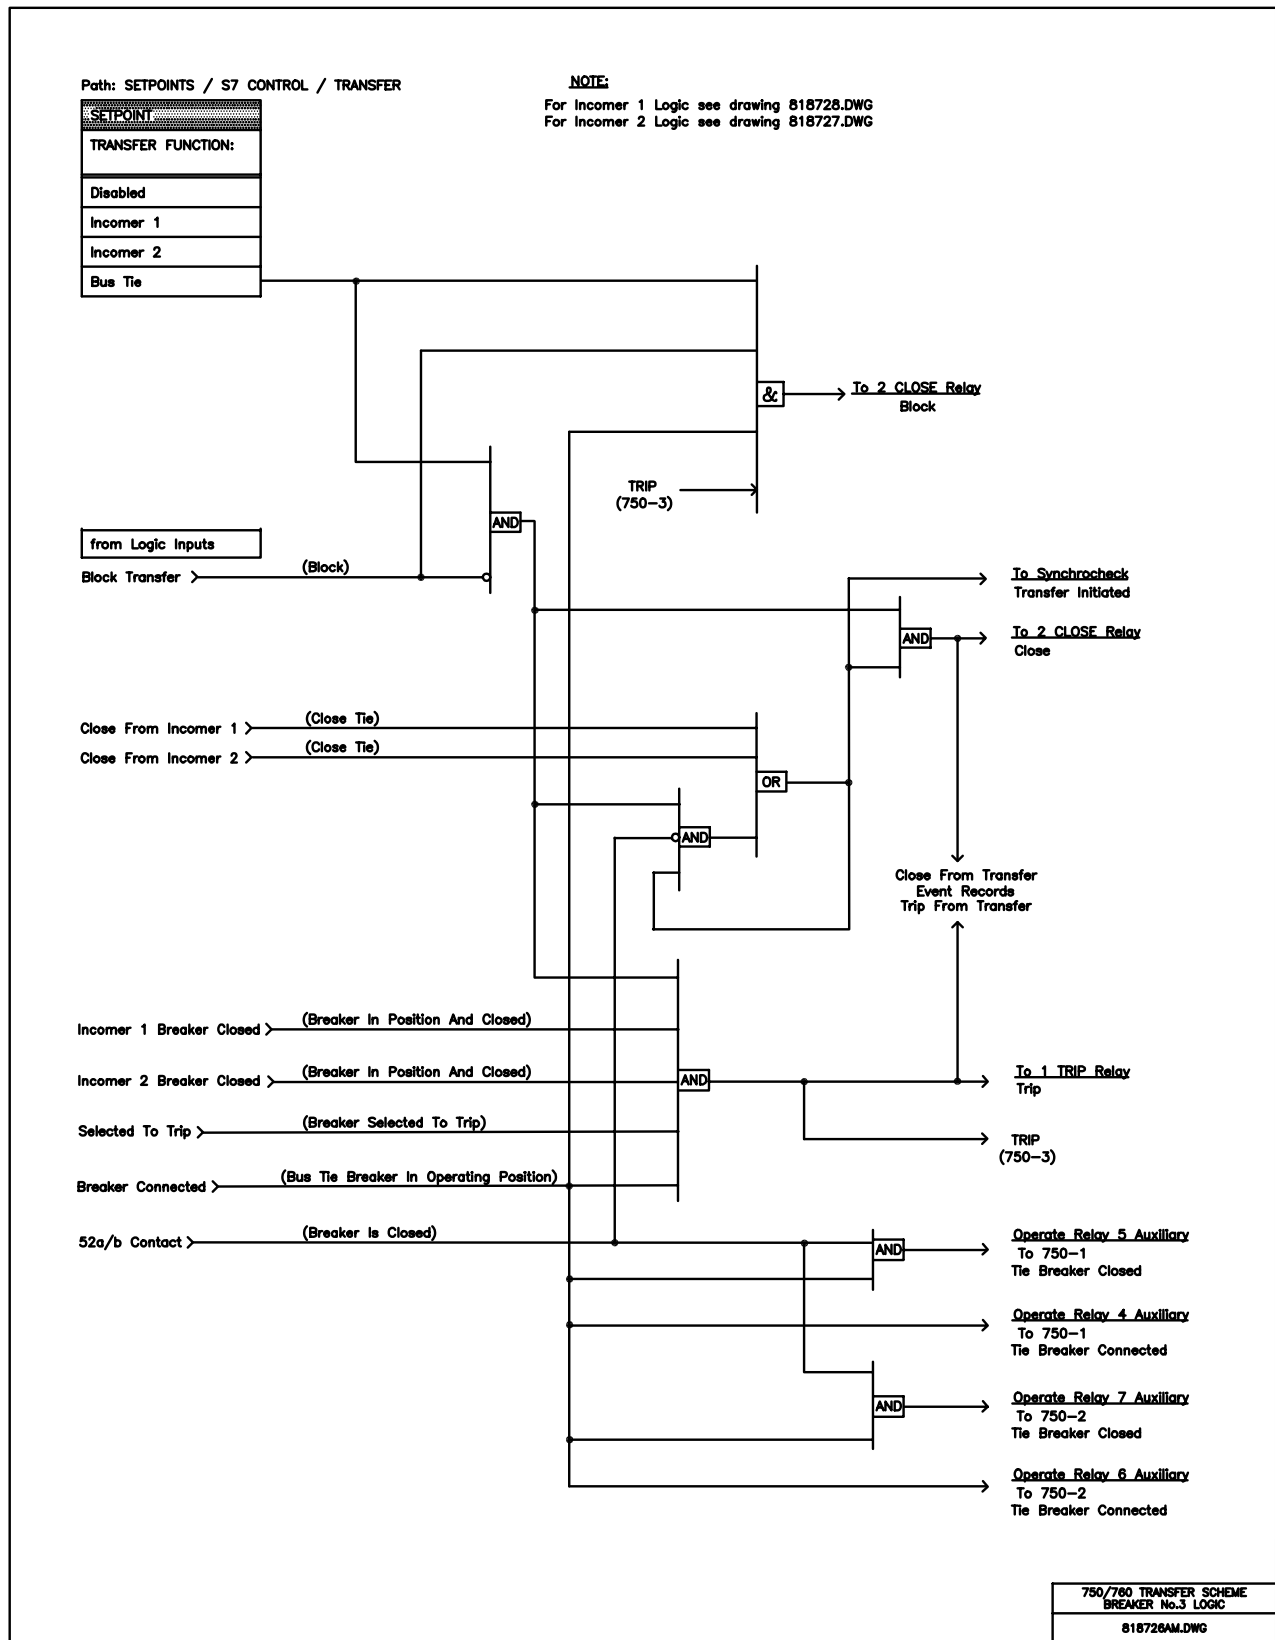 Path: SETPOINTS / S7 CONTROL / TRANSFER
NOTE:
For Incomer 1 Logic see drawing 818728.DWG
For Incomer 2 Logic see drawing 818727.DWG
SETPOINT
TRANSFER FUNCTION:
Disabled
Incomer 1
Incomer 2
Bus Tie
&
To 2 CLOSE Relay
Block
TRIP
(750-3)
AND
from Logic Inputs
Block Transfer
(Block)
To Synchrocheck
Transfer Initiated
AND
To 2 CLOSE Relay
Close
Close From Incomer 1
(Close Tie)
Close From Incomer 2
(Close Tie)
OR
AND
Close From Transfer
Event Records
Trip From Transfer
Incomer 1 Breaker Closed
(Breaker In Position And Closed)
Incomer 2 Breaker Closed
(Breaker In Position And Closed)
AND
To 1 TRIP Relay
Trip
Selected To Trip
(Breaker Selected To Trip)
TRIP
(750-3)
Breaker Connected
(Bus Tie Breaker In Operating Position)
52a/b Contact
(Breaker Is Closed)
AND
Operate Relay 5 Auxiliary
To 750-1
Tie Breaker Closed
Operate Relay 4 Auxiliary
To 750-1
Tie Breaker Connected
AND
Operate Relay 7 Auxiliary
To 750-2
Tie Breaker Closed
Operate Relay 6 Auxiliary
To 750-2
Tie Breaker Connected
750/760 TRANSFER SCHEME
BREAKER No.3 LOGIC
818726AM.DWG